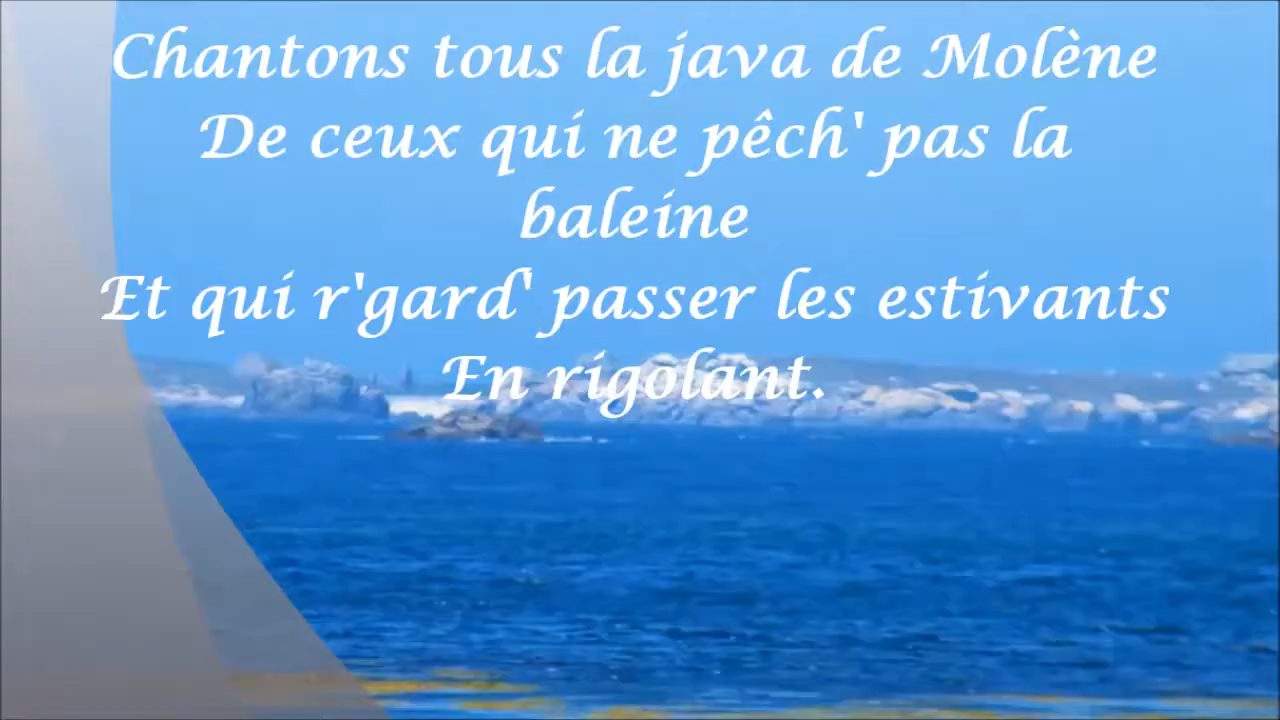 Chantons tous la java de Molène
De ceux qui ne pêch' pas la
baleine
Et qui r'gard' passer les estivants
En rigolant.